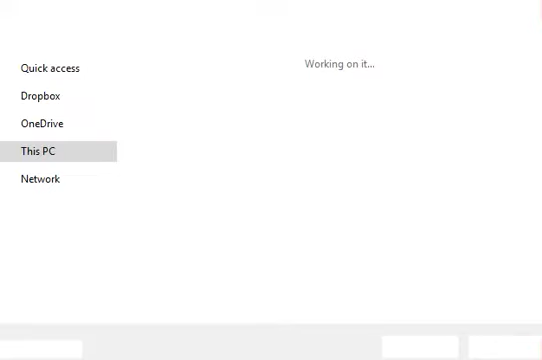 Quick access
Dropbox
OneDrive
This PC
Network
Working on it...